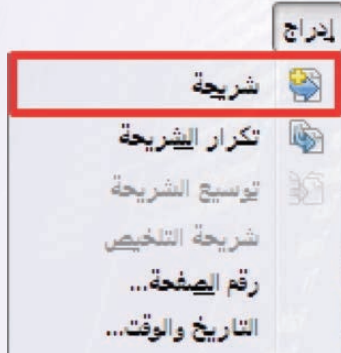 إدراج
شريحة
تكرار الشريحة
توسيع الشريحة
شريحة التلخيص
رقم الصفحة...
التاريخ والوقت...